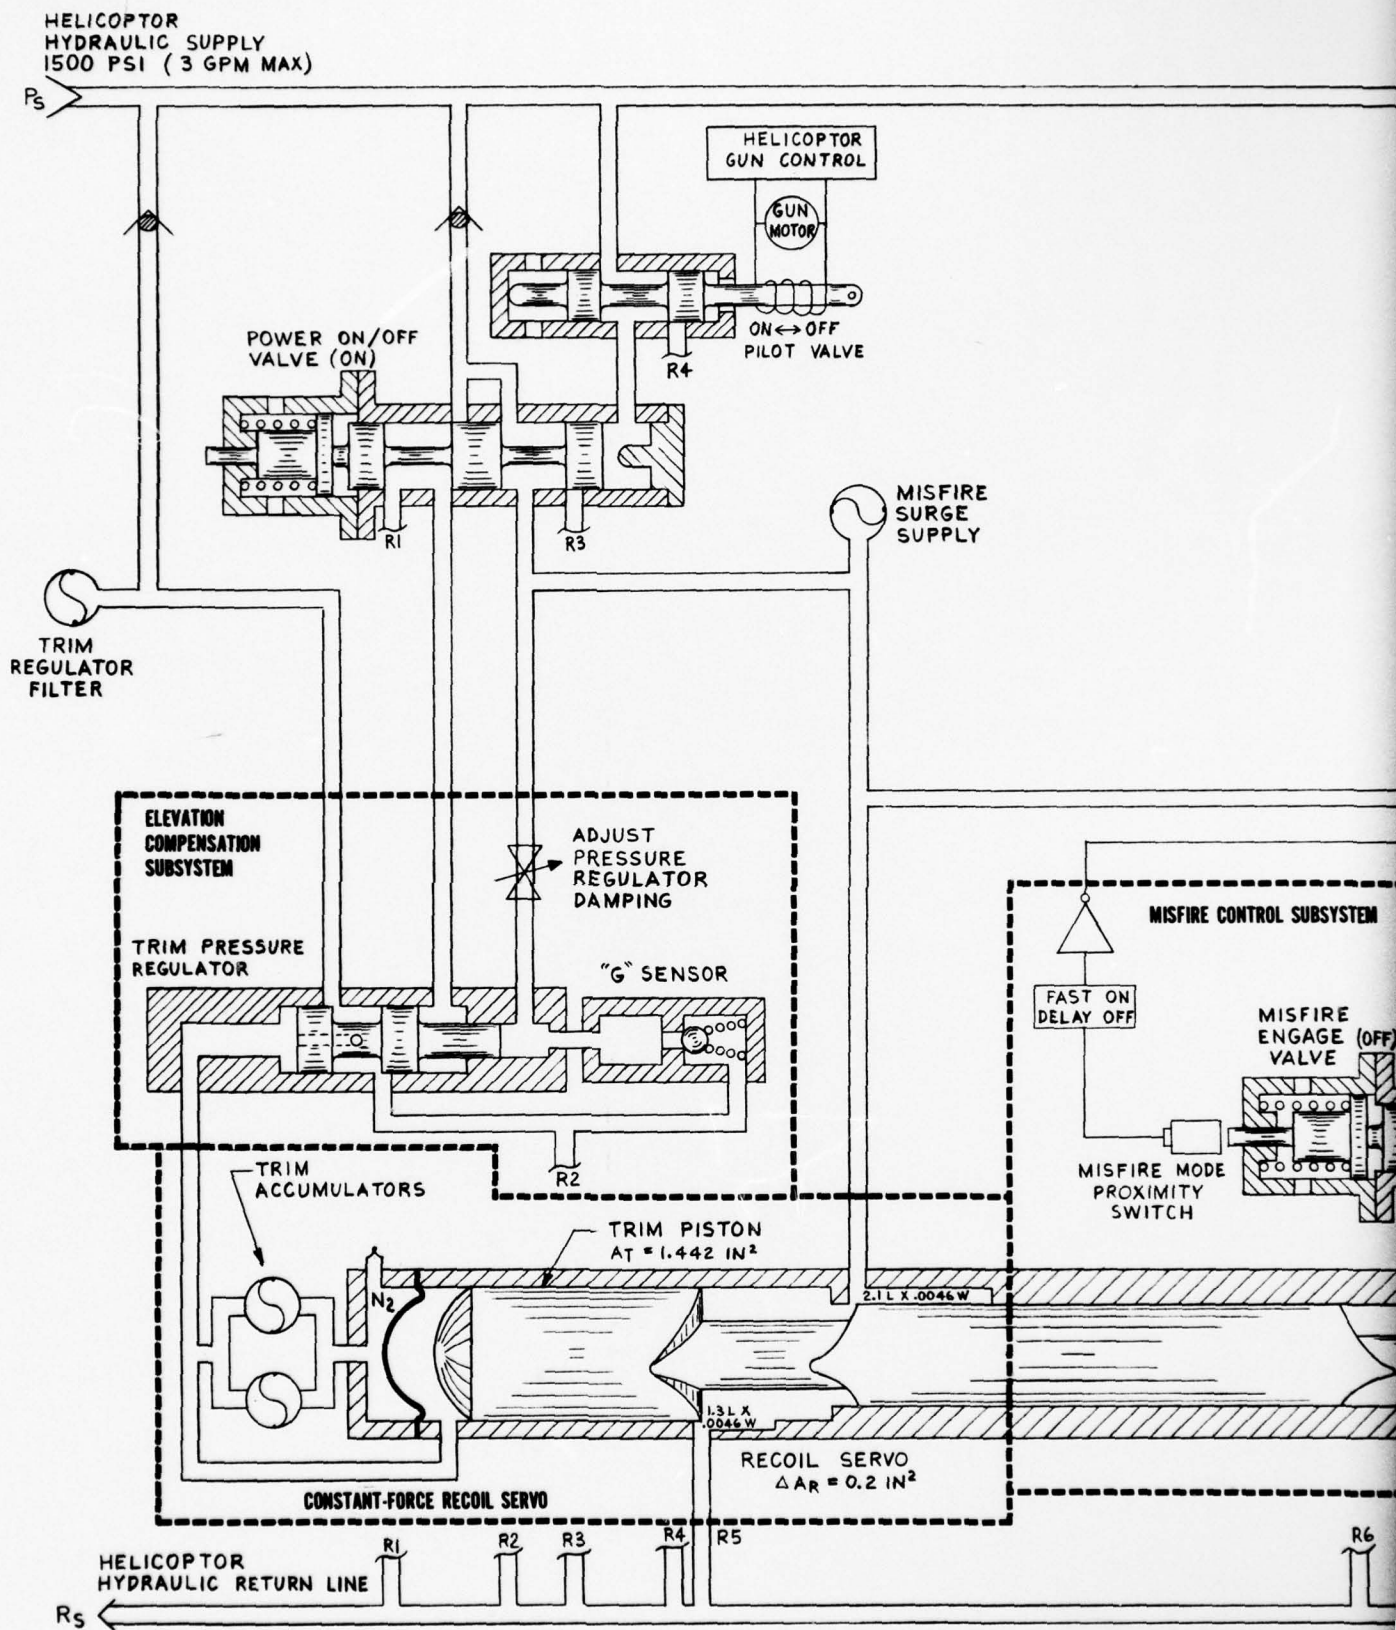 HELICOPTOR
HYDRAULIC SUPPLY
1500 PSI ( 3 GPM MAX)
PS
HELICOPTOR
GUN CONTROL
GUN
MOTOR
ON ↔ OFF
PILOT VALVE
R4
POWER ON/OFF
VALVE (ON)
R1
R3
MISFIRE
SURGE
SUPPLY
TRIM
REGULATOR
FILTER
ELEVATION
COMPENSATION
SUBSYSTEM
ADJUST
PRESSURE
REGULATOR
DAMPING
TRIM PRESSURE
REGULATOR
"G" SENSOR
R2
MISFIRE CONTROL SUBSYSTEM
FAST ON
DELAY OFF
MISFIRE
ENGAGE (OFF)
VALVE
MISFIRE MODE
PROXIMITY
SWITCH
TRIM
ACCUMULATORS
TRIM PISTON
AT = 1.442 IN²
N2
2.1 L X .0046 W
1.3 L X
.0046 W
RECOIL SERVO
Δ AR = 0.2 IN²
CONSTANT-FORCE RECOIL SERVO
R1
R2
R3
R4
R5
R6
HELICOPTOR
HYDRAULIC RETURN LINE
RS